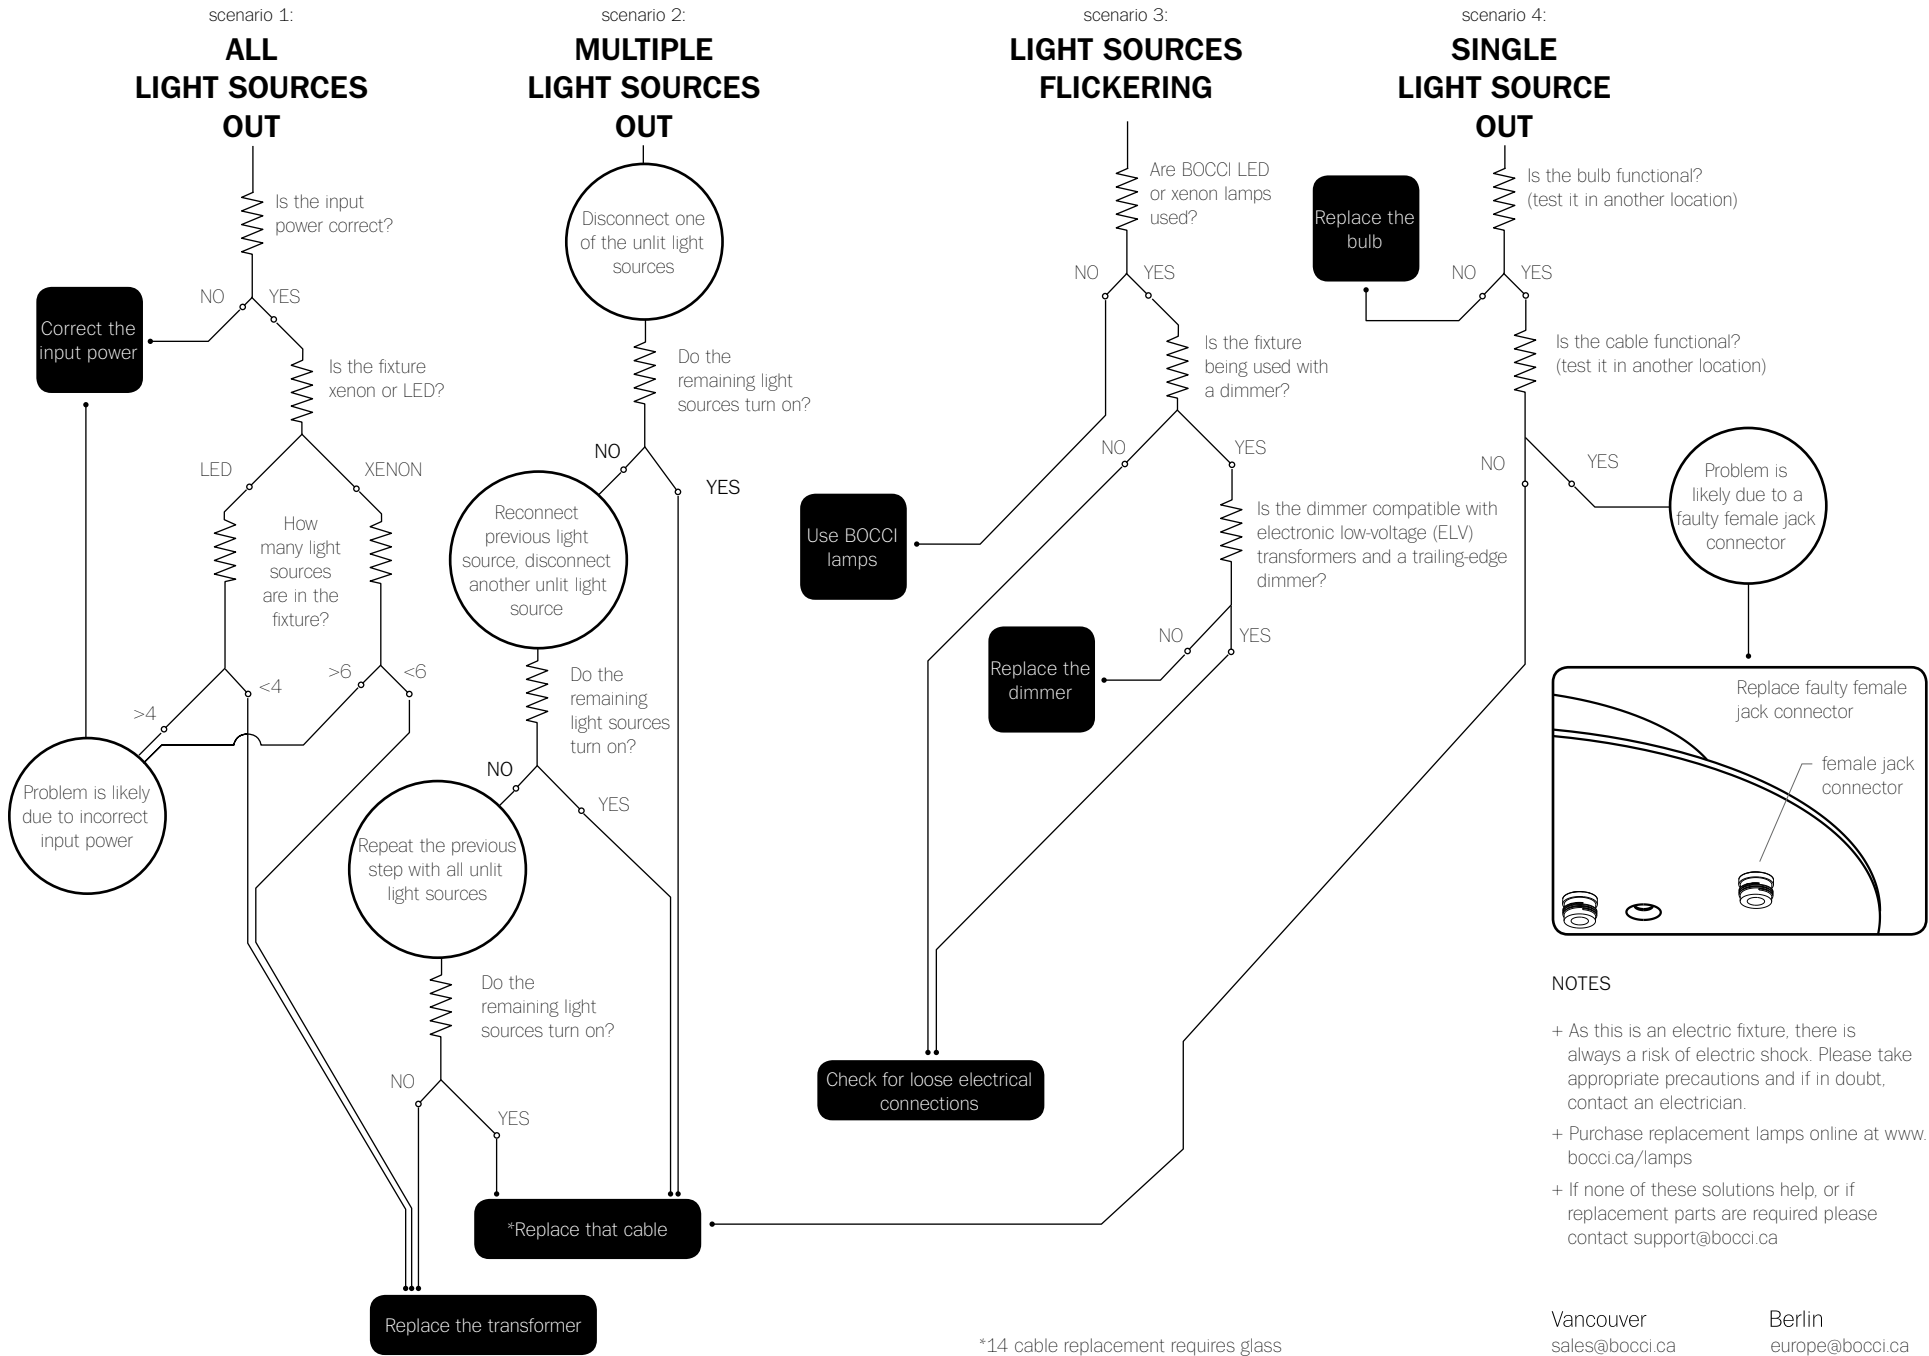 scenario 1:
ALL
LIGHT SOURCES
OUT
Is the input
power correct?
NO
YES
Correct the
input power
Is the fixture
xenon or LED?
LED
XENON
How
many light
sources
are in the
fixture?
>4
<4
>6
<6
Problem is likely
due to incorrect
input power
scenario 2:
MULTIPLE
LIGHT SOURCES
OUT
Disconnect one
of the unlit light
sources
Do the
remaining light
sources turn on?
NO
YES
Reconnect
previous light
source, disconnect
another unlit light
source
Do the
remaining
light sources
turn on?
NO
YES
Repeat the previous
step with all unlit
light sources
Do the
remaining light
sources turn on?
NO
YES
*Replace that cable
Replace the transformer
scenario 3:
LIGHT SOURCES
FLICKERING
Are BOCCI LED
or xenon lamps
used?
NO
YES
Is the fixture
being used with
a dimmer?
NO
YES
Use BOCCI
lamps
Is the dimmer compatible with
electronic low-voltage (ELV)
transformers and a trailing-edge
dimmer?
NO
YES
Replace the
dimmer
Check for loose electrical
connections
scenario 4:
SINGLE
LIGHT SOURCE
OUT
Is the bulb functional?
(test it in another location)
Replace the
bulb
NO
YES
Is the cable functional?
(test it in another location)
NO
YES
Problem is
likely due to a
faulty female jack
connector
Replace faulty female
jack connector
female jack
connector
NOTES
+ As this is an electric fixture, there is
always a risk of electric shock. Please take
appropriate precautions and if in doubt,
contact an electrician.
+ Purchase replacement lamps online at www.
bocci.ca/lamps
+ If none of these solutions help, or if
replacement parts are required please
contact support@bocci.ca
*14 cable replacement requires glass
Vancouver
sales@bocci.ca
Berlin
europe@bocci.ca